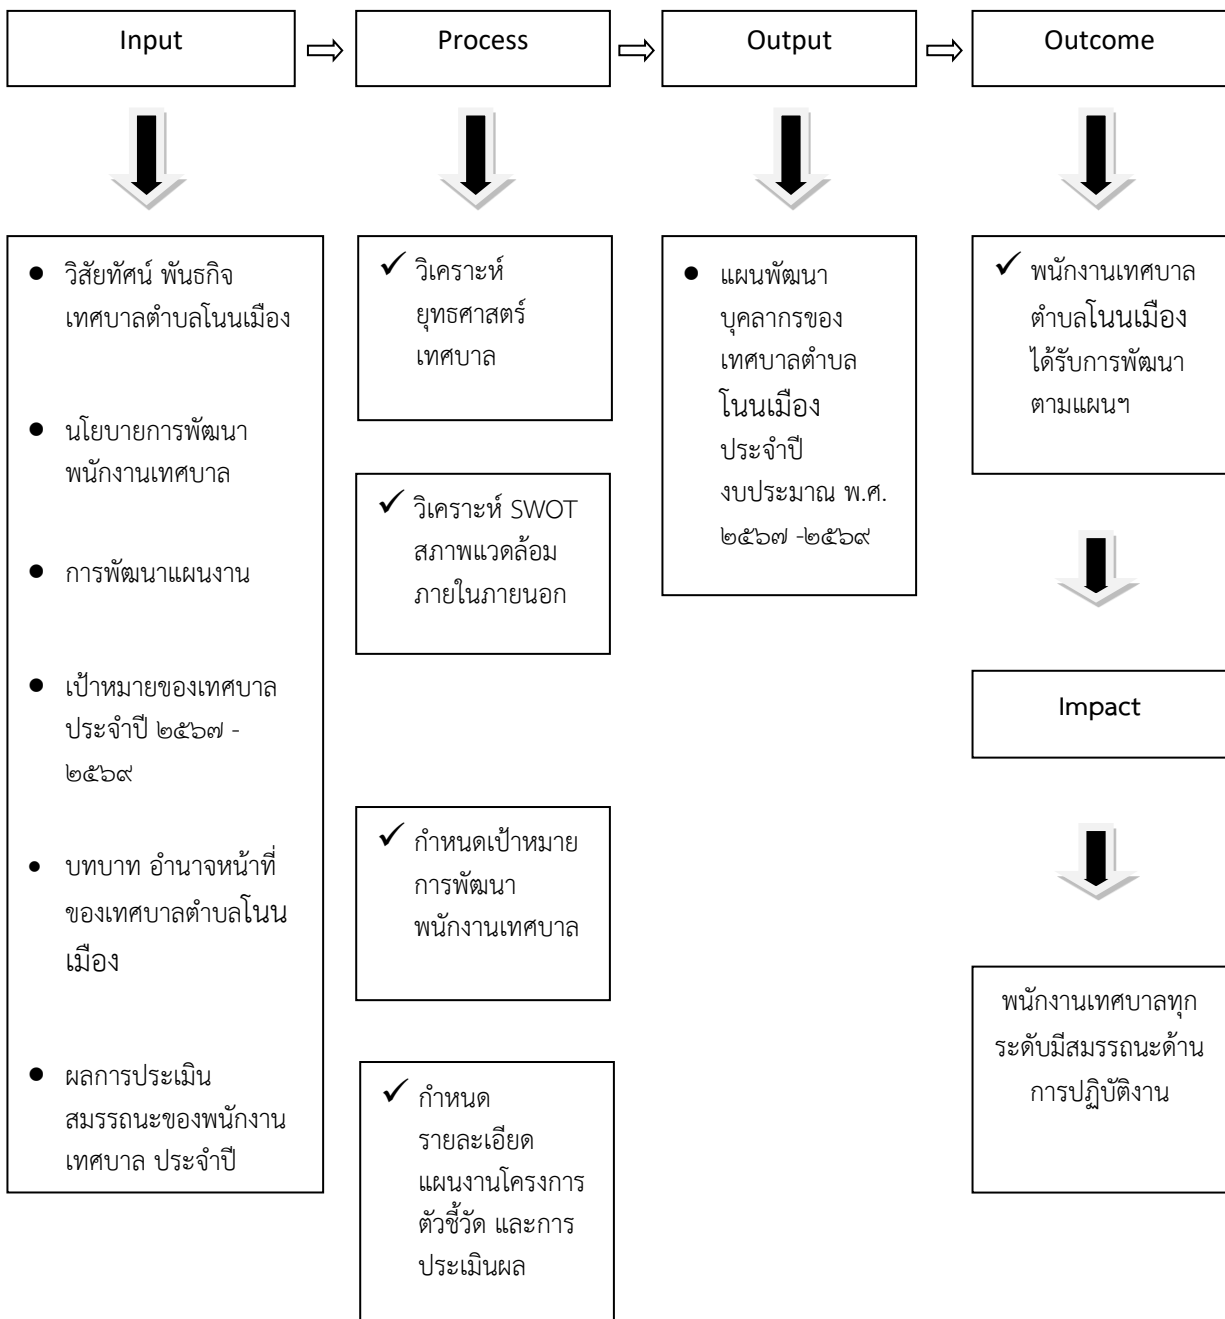 Input
Process
Output
Outcome
วิสัยทัศน์ พันธกิจ
เทศบาลตำบลโนนเมือง
นโยบายการพัฒนา
พนักงานเทศบาล
การพัฒนาแผนงาน
เป้าหมายของเทศบาล
ประจำปี ๒๕๖๗ -
๒๕๖๙
บทบาท อำนาจหน้าที่
ของเทศบาลตำบลโนน
เมือง
ผลการประเมิน
สมรรถนะของพนักงาน
เทศบาล ประจำปี
วิเคราะห์
ยุทธศาสตร์
เทศบาล
วิเคราะห์ SWOT
สภาพแวดล้อม
ภายในภายนอก
กำหนดเป้าหมาย
การพัฒนา
พนักงานเทศบาล
กำหนด
รายละเอียด
แผนงานโครงการ
ตัวชี้วัด และการ
ประเมินผล
แผนพัฒนา
บุคลากรของ
เทศบาลตำบล
โนนเมือง
ประจำปี
งบประมาณ พ.ศ.
๒๕๖๗ -๒๕๖๙
พนักงานเทศบาล
ตำบลโนนเมือง
ได้รับการพัฒนา
ตามแผนฯ
Impact
พนักงานเทศบาลทุก
ระดับมีสมรรถนะด้าน
การปฏิบัติงาน